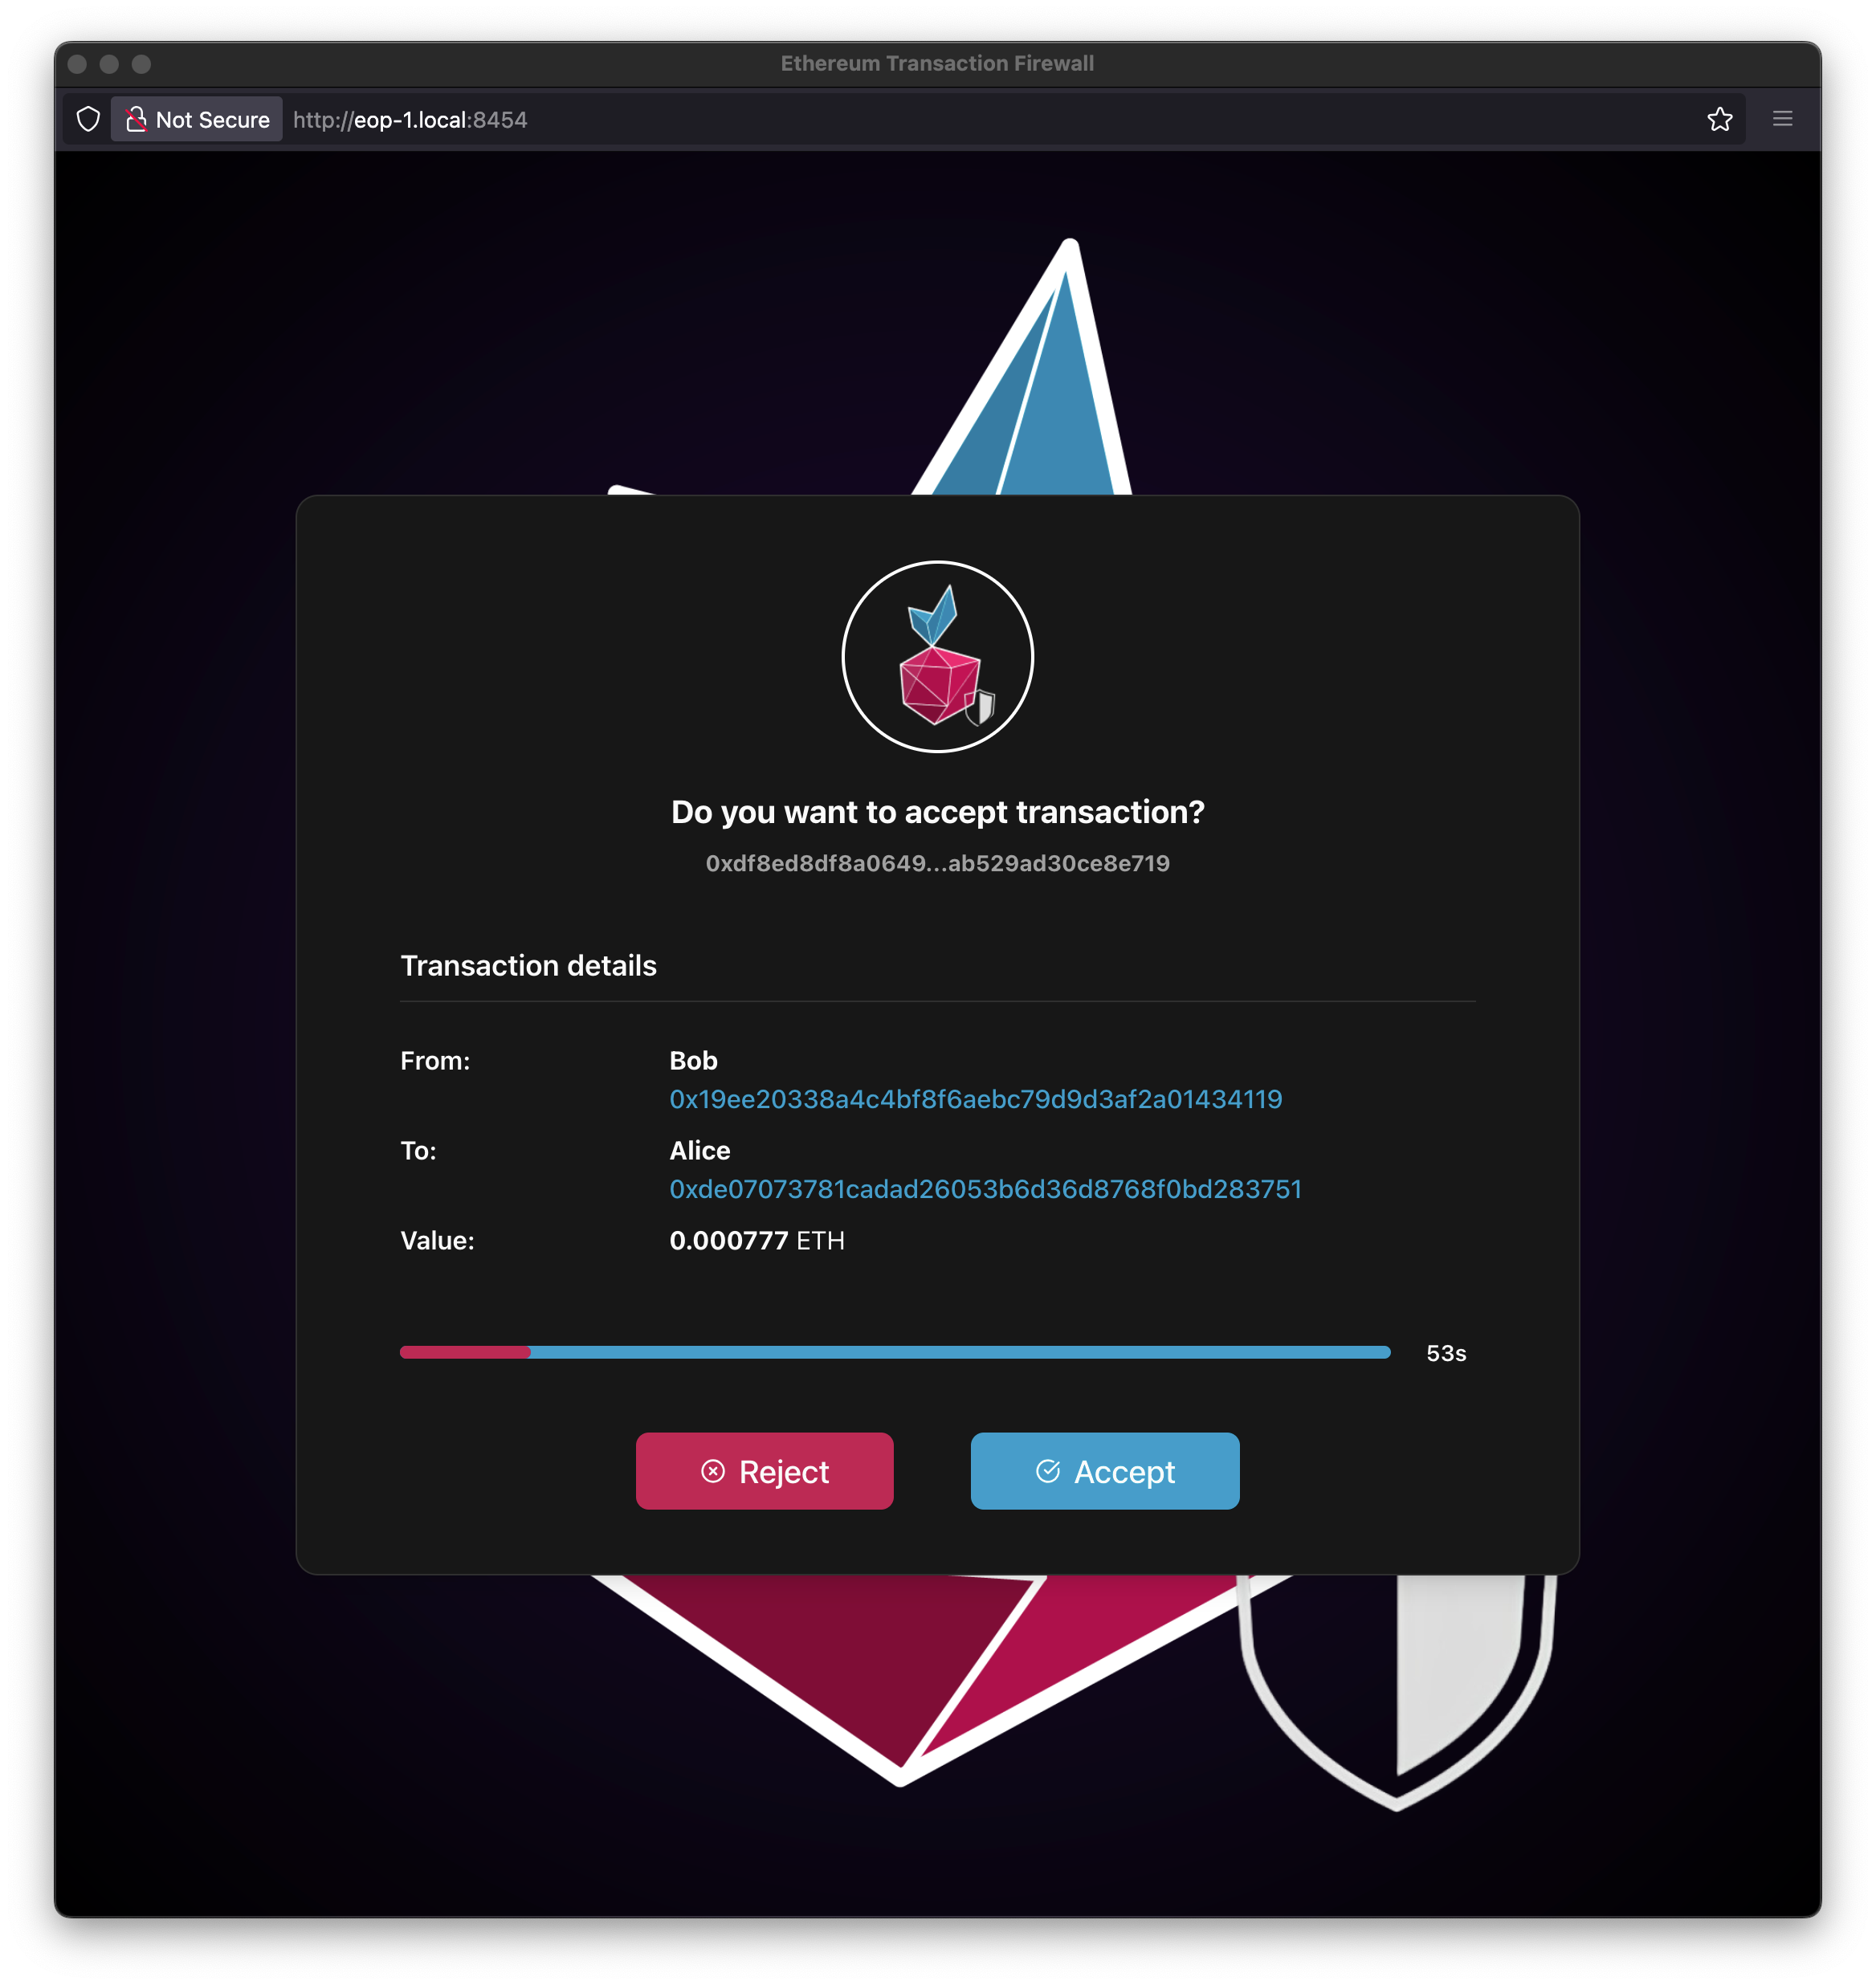 Ethereum Transaction Firewall
Not Secure http://eop-1.local:8454
Do you want to accept transaction?
0xdf8ed8df8a0649...ab529ad30ce8e719
Transaction details
From: Bob
0x19ee20338a4c4bf8f6aebc79d9d3af2a01434119
To: Alice
0xde07073781cadad26053b6d36d8768f0bd283751
Value: 0.000777 ETH
53s
Reject Accept